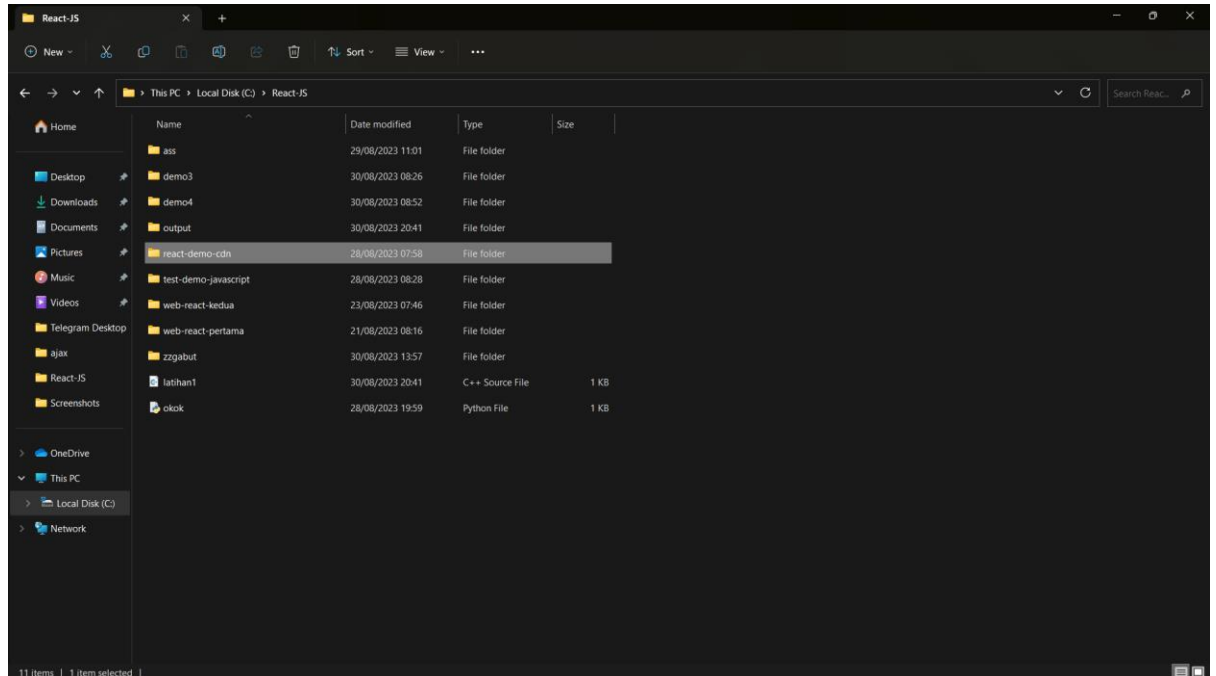 React-JS
New
Sort
View
This PC > Local Disk (C:) > React-JS
Search Reac...
Name Date modified Type Size
Home
Desktop
Downloads
Documents
Pictures
Music
Videos
Telegram Desktop
ajax
React-JS
Screenshots
OneDrive
This PC
Local Disk (C:)
Network
ass 29/08/2023 11:01 File folder
demo3 30/08/2023 08:26 File folder
demo4 30/08/2023 08:52 File folder
output 30/08/2023 20:41 File folder
react-demo-cdn 28/08/2023 07:58 File folder
test-demo-javascript 28/08/2023 08:28 File folder
web-react-kedua 23/08/2023 07:46 File folder
web-react-pertama 21/08/2023 08:16 File folder
zzgabut 30/08/2023 13:57 File folder
latihan1 30/08/2023 20:41 C++ Source File 1 KB
okok 28/08/2023 19:59 Python File 1 KB
11 items | 1 item selected |